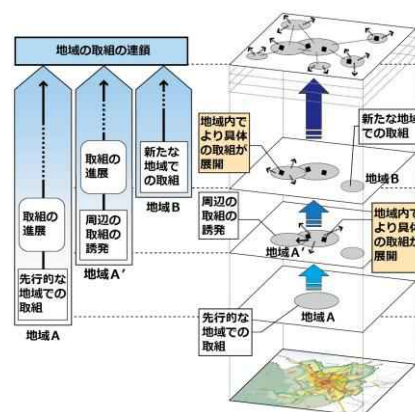 地域の取組の連鎖
取組の
進展
先行的な
地域での
取組
地域A
取組の
進展
周辺の
取組の
誘発
地域A’
新たな地域
での取組
地域B
地域内で
より具体
の取組が
展開
新たな地域
での取組
地域B
周辺の
取組の
誘発
地域A’
地域内で
より具体
の取組が
展開
先行的な
地域での
取組
地域A